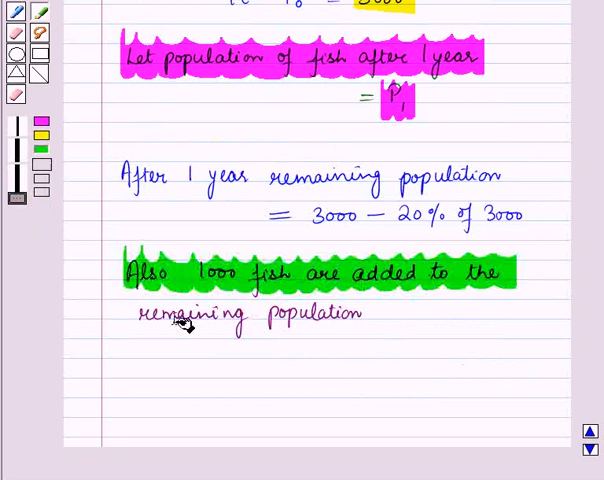 = 3000
Let population of fish after 1 year
= P₁
After 1 year remaining population
= 3000 - 20% of 3000
Also 1000 fish are added to the
remaining population